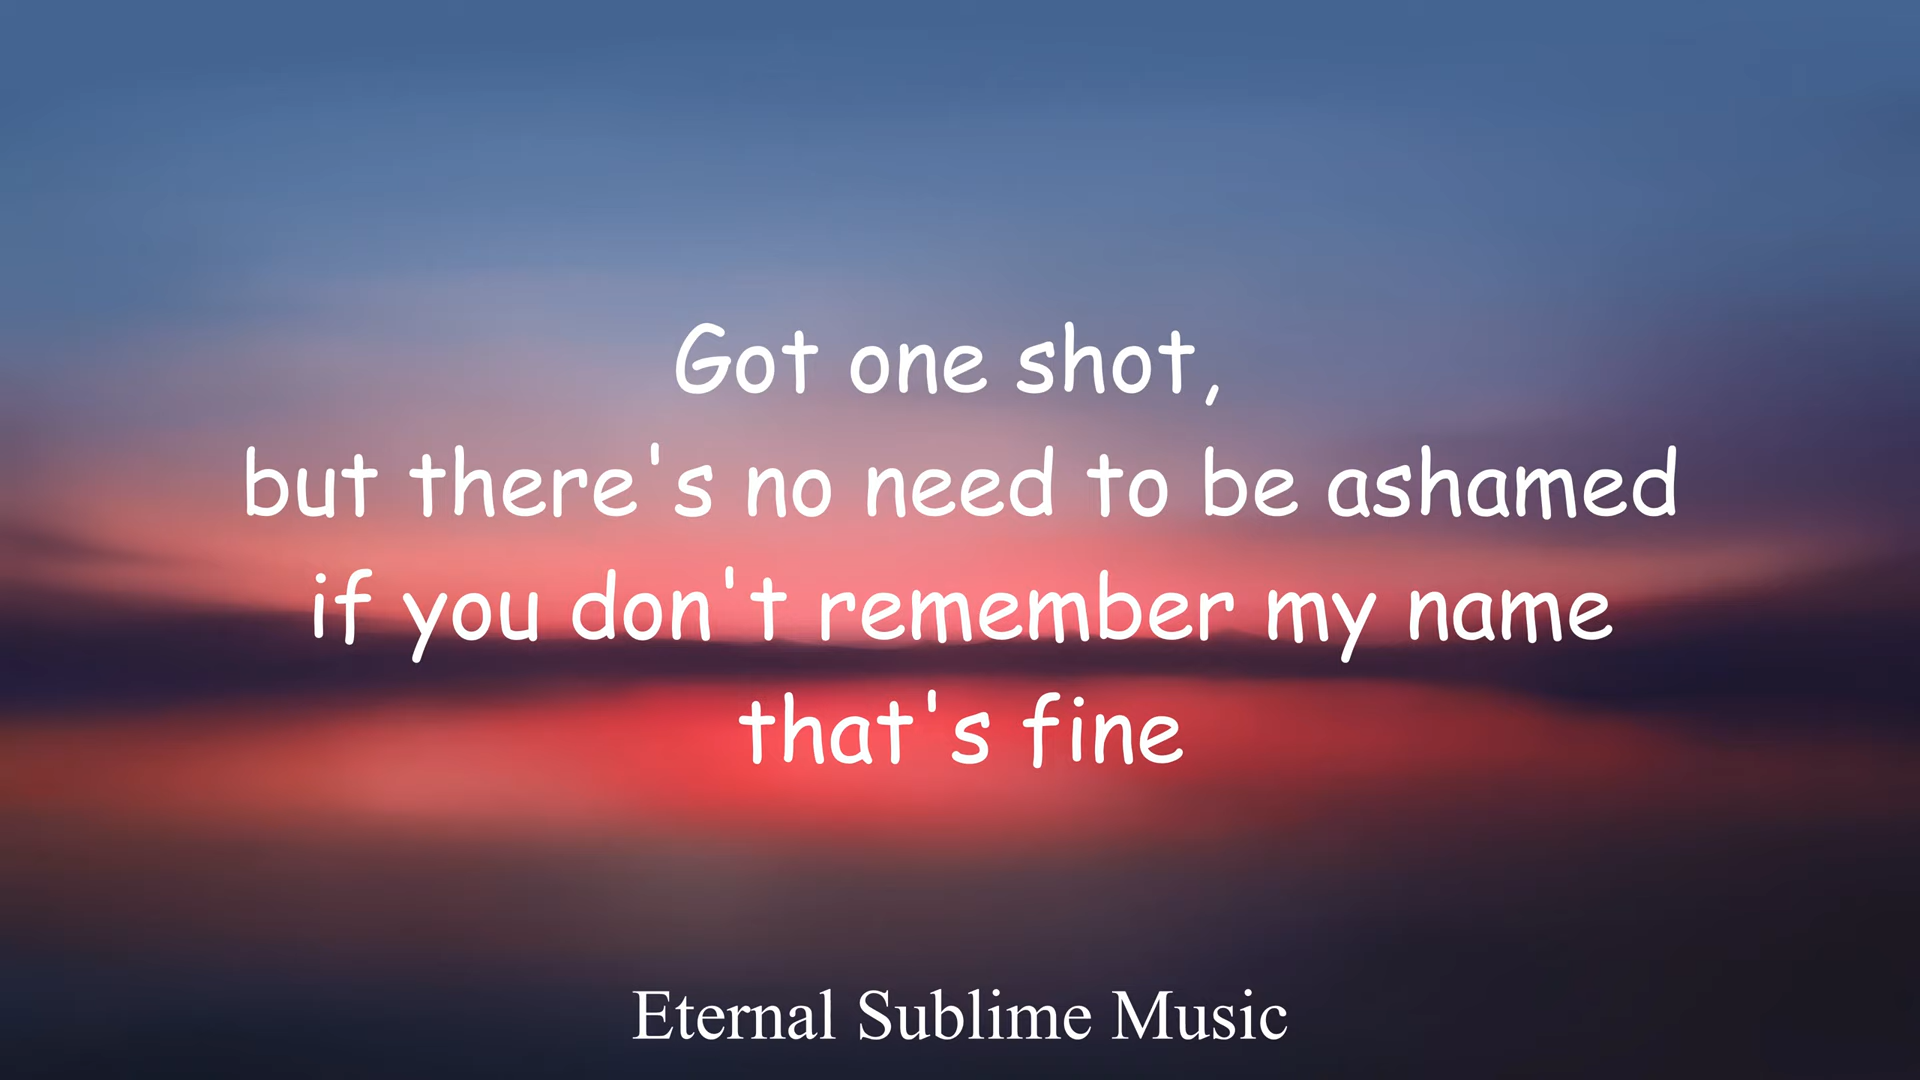 Got one shot,
but there's no need to be ashamed
if you don't remember my name
that's fine
Eternal Sublime Music